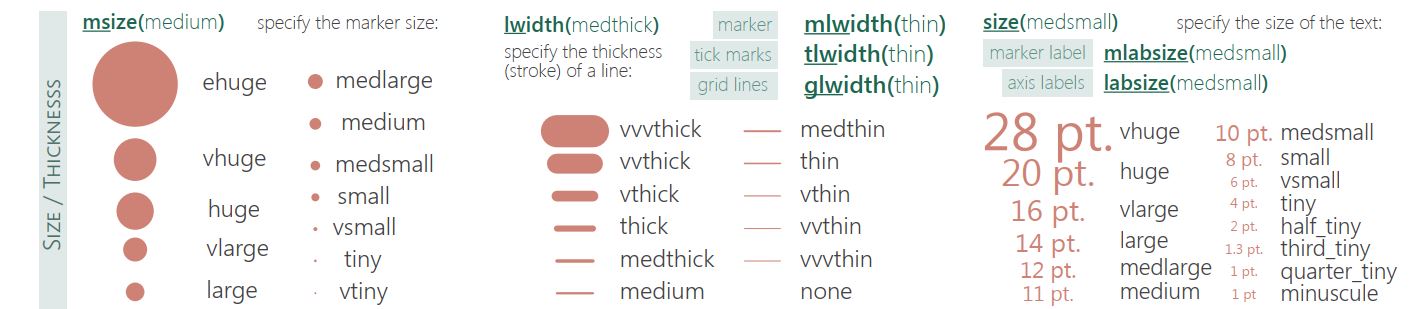 SIZE / THICKNESSS
msize(medium) specify the marker size:
ehuge medlarge
medium
vhuge medsmall
small
huge vsmall
vlarge tiny
large vtiny
lwidth(medthick) marker mlwidth(thin)
specify the thickness tick marks tlwidth(thin)
(stroke) of a line: grid lines glwidth(thin)
vvvthick medthin
vvthick thin
vthick vthin
thick vvthin
medthick vvvthin
medium none
size(medsmall) specify the size of the text:
marker label mlabsize(medsmall)
axis labels labsize(medsmall)
28 pt. vhuge 10 pt. medsmall
20 pt. huge 8 pt. small
6 pt. vsmall
16 pt. vlarge 4 pt. tiny
2 pt. half_tiny
14 pt. large 1.3 pt. third_tiny
12 pt. medlarge 1 pt. quarter_tiny
11 pt. medium 1 pt minuscule